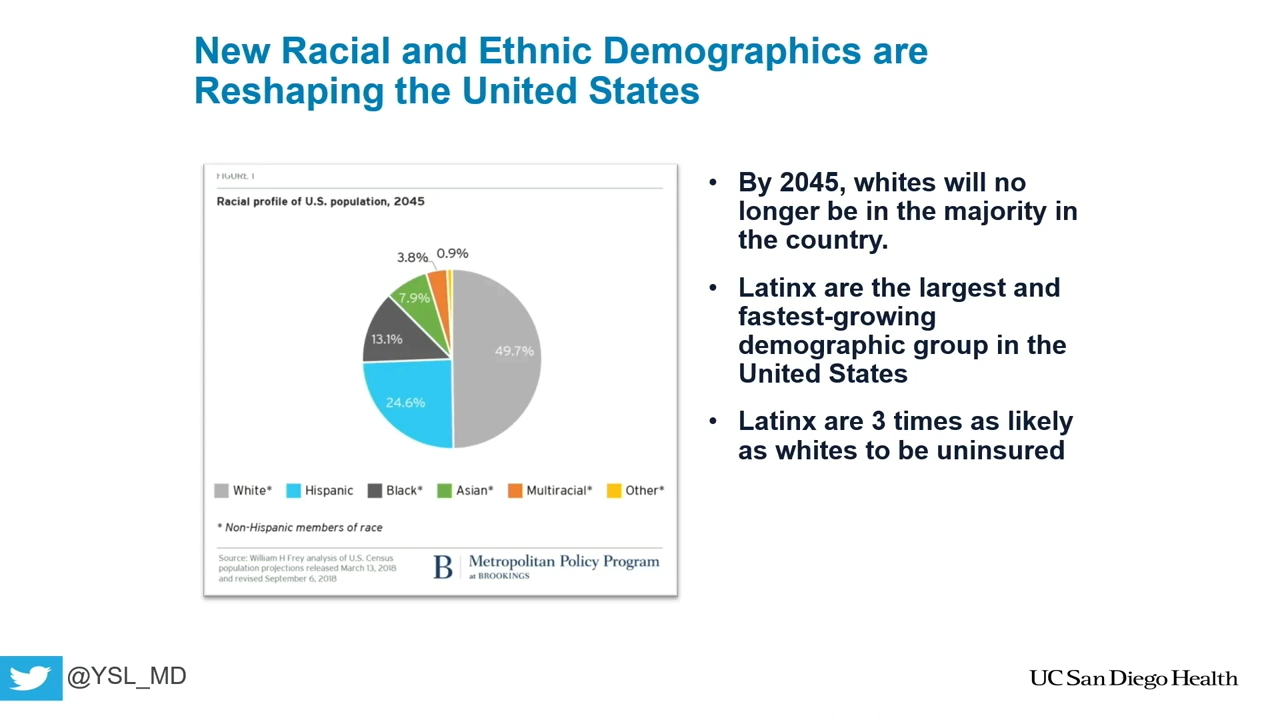 New Racial and Ethnic Demographics are
Reshaping the United States
FIGURE 1
Racial profile of U.S. population, 2045
3.8%
0.9%
7.9%
13.1%
49.7%
24.6%
White*
Hispanic
Black*
Asian*
Multiracial*
Other*
* Non-Hispanic members of race
Source: William H Frey analysis of U.S. Census
population projections released March 13, 2018
and revised September 6, 2018
B
Metropolitan Policy Program
at BROOKINGS
• By 2045, whites will no
longer be in the majority in
the country.
• Latinx are the largest and
fastest-growing
demographic group in the
United States
• Latinx are 3 times as likely
as whites to be uninsured
@YSL_MD
UC San Diego Health